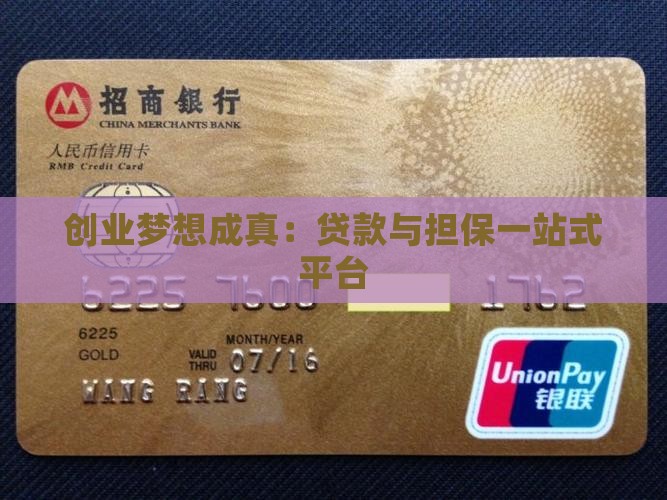 招商銀行
CHINA MERCHANTS BANK
人民币信用卡
RMB Credit Card
创业梦想成真：贷款与担保一站式
平台
6225 7600 1762
6225
MONTH/YEAR
GOLD
VALID
THRU 07/16
WANG RANG
UnionPay
银联